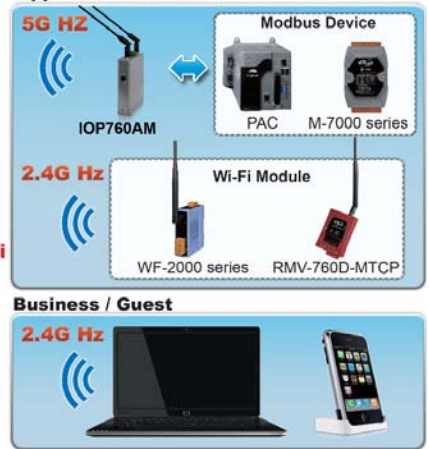 5G HZ
Modbus Device
IOP760AM
PAC
M-7000 series
2.4G Hz
Wi-Fi Module
i
WF-2000 series
RMV-760D-MTCP
Business / Guest
2.4G Hz